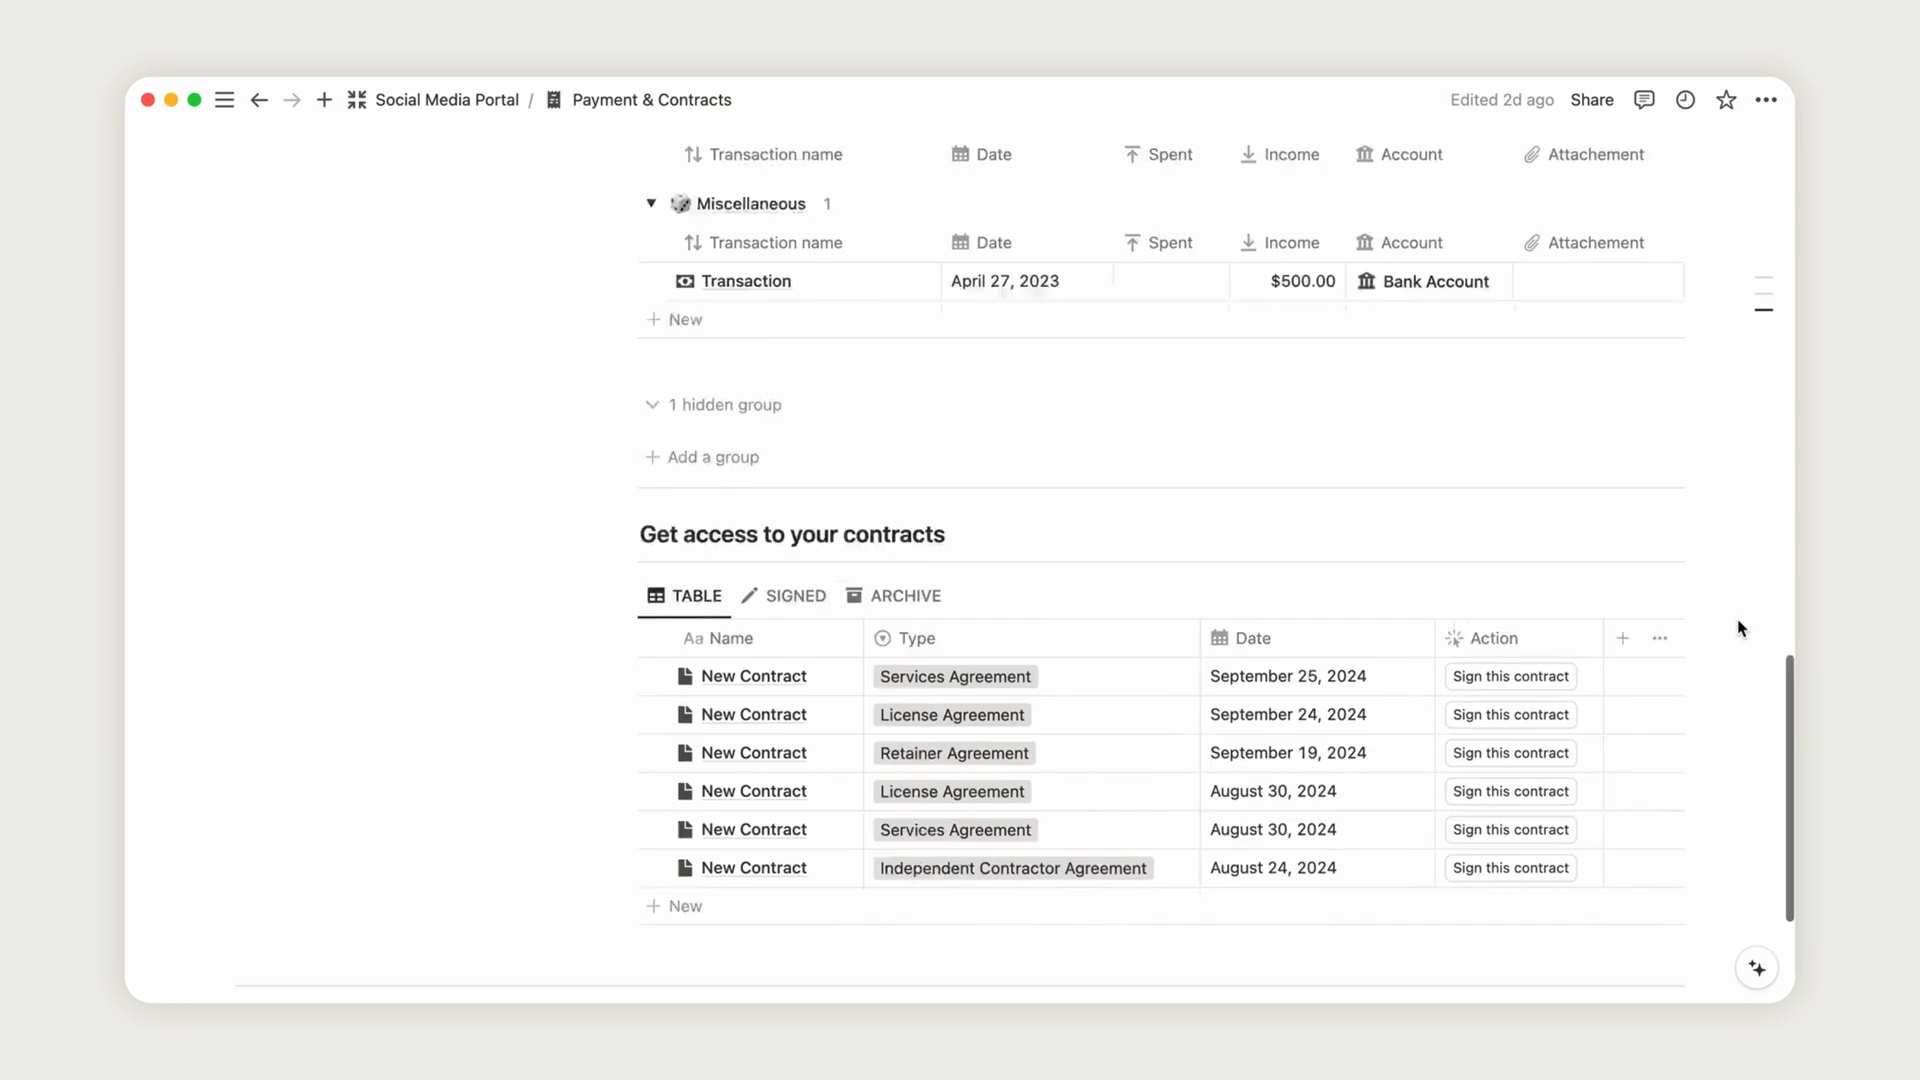 Social Media Portal / Payment & Contracts Edited 2d ago Share
Transaction name Date Spent Income Account Attachement
Miscellaneous 1
Transaction name Date Spent Income Account Attachement
Transaction April 27, 2023 $500.00 Bank Account
+ New
1 hidden group
+ Add a group
Get access to your contracts
TABLE SIGNED ARCHIVE
Aa Name Type Date Action
New Contract Services Agreement September 25, 2024 Sign this contract
New Contract License Agreement September 24, 2024 Sign this contract
New Contract Retainer Agreement September 19, 2024 Sign this contract
New Contract License Agreement August 30, 2024 Sign this contract
New Contract Services Agreement August 30, 2024 Sign this contract
New Contract Independent Contractor Agreement August 24, 2024 Sign this contract
+ New